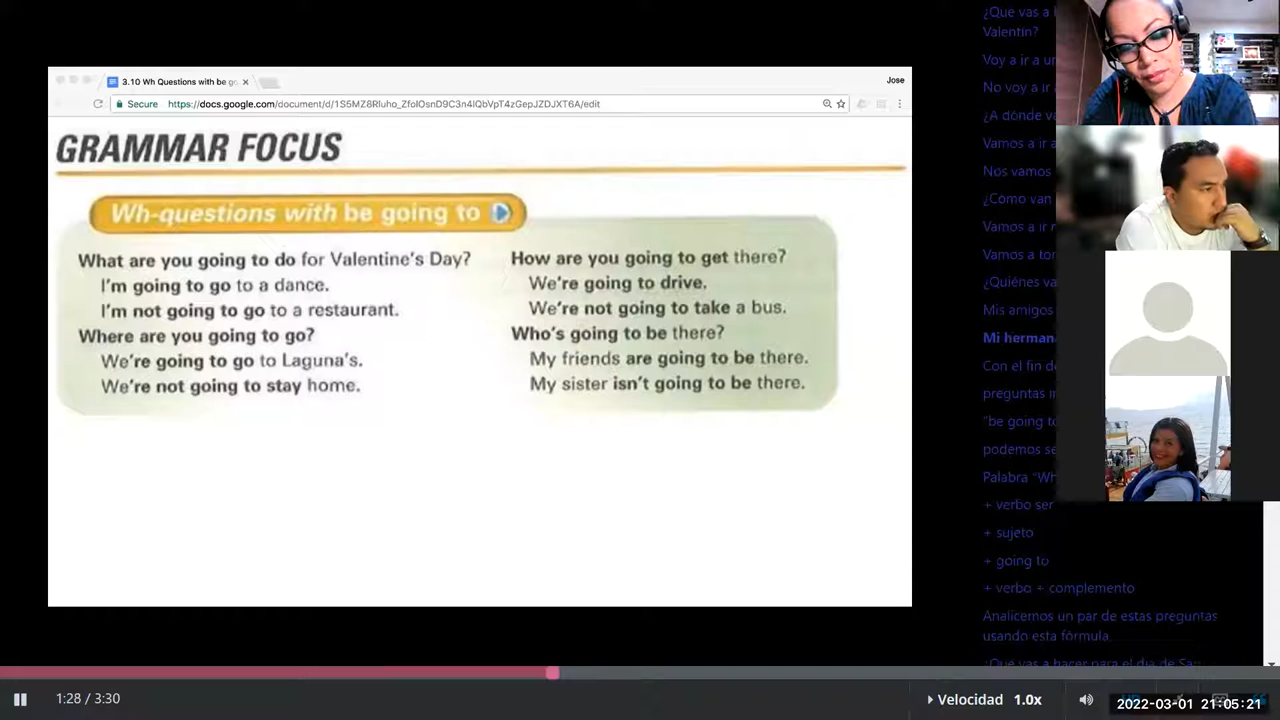 3.10 Wh Questions with be go
Jose
Secure
https://docs.google.com/document/d/1S5MZ8Rluho_ZfolOsnD9C3n4lQbVpT4zGepJZDJXT6A/edit
GRAMMAR FOCUS
Wh-questions with be going to
What are you going to do for Valentine's Day?
I'm going to go to a dance.
I'm not going to go to a restaurant.
Where are you going to go?
We're going to go to Laguna's.
We're not going to stay home.
How are you going to get there?
We're going to drive.
We're not going to take a bus.
Who's going to be there?
My friends are going to be there.
My sister isn't going to be there.
¿Que vas a
Valentín?
Voy a ir a
No voy a ir
¿A dónde
Vamos a ir a
Nos vamos
¿Cómo van
Vamos a ir
Vamos a
¿Quiénes
Mis amigos
Mi
Con el fin
preguntas
"be going
podemos
Palabra
+ verbo ser
+ sujeto
+ going to
+ verbo + complemento
Analicemos un par de estas preguntas
usando esta fórmula.
¿Que vas a hacer para el día de San
1:28 / 3:30
Velocidad 1.0x
2022-03-01 21:05:21